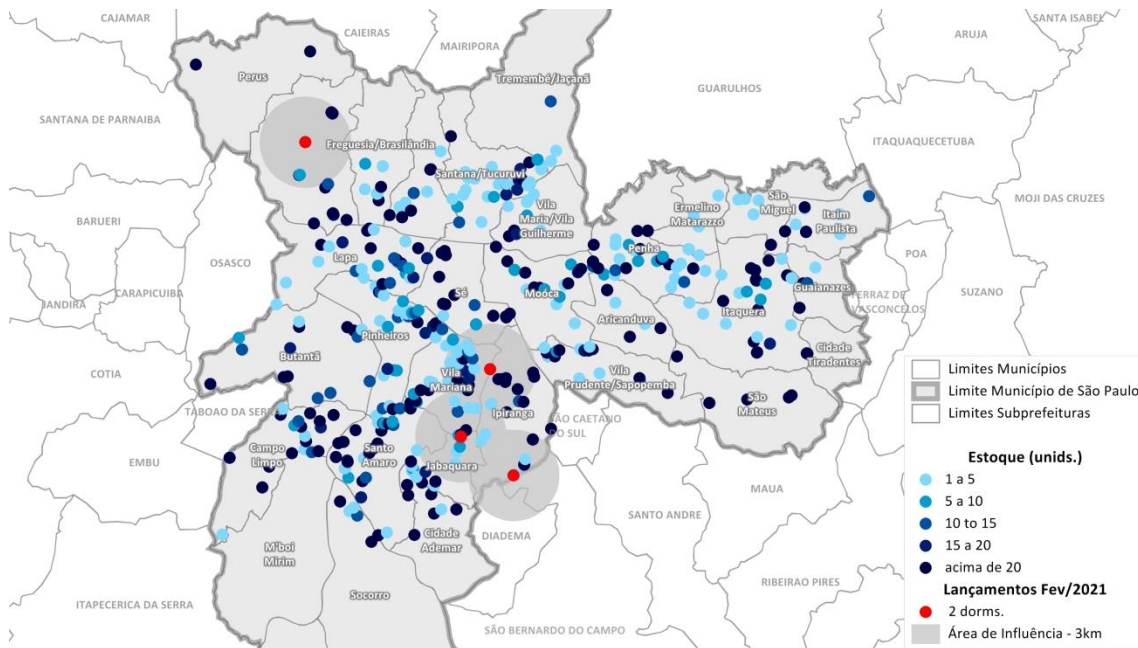 CAJAMAR
CAIEIRAS
MAIRIPORA
SANTA ISABEL
ARUJA
Perus
Tremembé/Jaçanã
GUARULHOS
SANTANA DE PARNAIBA
Freguesia/Brasilândia
ITAQUAQUECETUBA
Santana/Tucuruvi
São
Miguel
MOJI DAS CRUZES
Vila
Maria/Vila
Guilherme
Ermelino
Matarazzo
Itaim
Paulista
BARUERI
OSASCO
Lapa
Penha
POA
JANDIRA
CARAPICUIBA
Sé
Moóca
Guaianazes
SUZANO
FERRAZ DE
VASCONCELOS
Itaquera
Aricanduva
Pinheiros
Butantã
Cidade
Tiradentes
COTIA
Vila
Mariana
Vila
Prudente/Sapopemba
São
Mateus
TABOAO DA SERRA
Ipiranga
SÃO CAETANO
DO SUL
EMBU
Campo
Limpo
Santo
Amaro
Jabaquara
MAUA
SANTO ANDRE
DIADEMA
Cidade
Ademar
M'boi
Mirim
RIBEIRAO PIRES
Socorro
ITAPECERICA DA SERRA
SÃO BERNARDO DO CAMPO
Limites Municípios
Limite Município de São Paulo
Limites Subprefeituras
Estoque (unids.)
1 a 5
5 a 10
10 to 15
15 a 20
acima de 20
Lançamentos Fev/2021
2 dorms.
Área de Influência - 3km